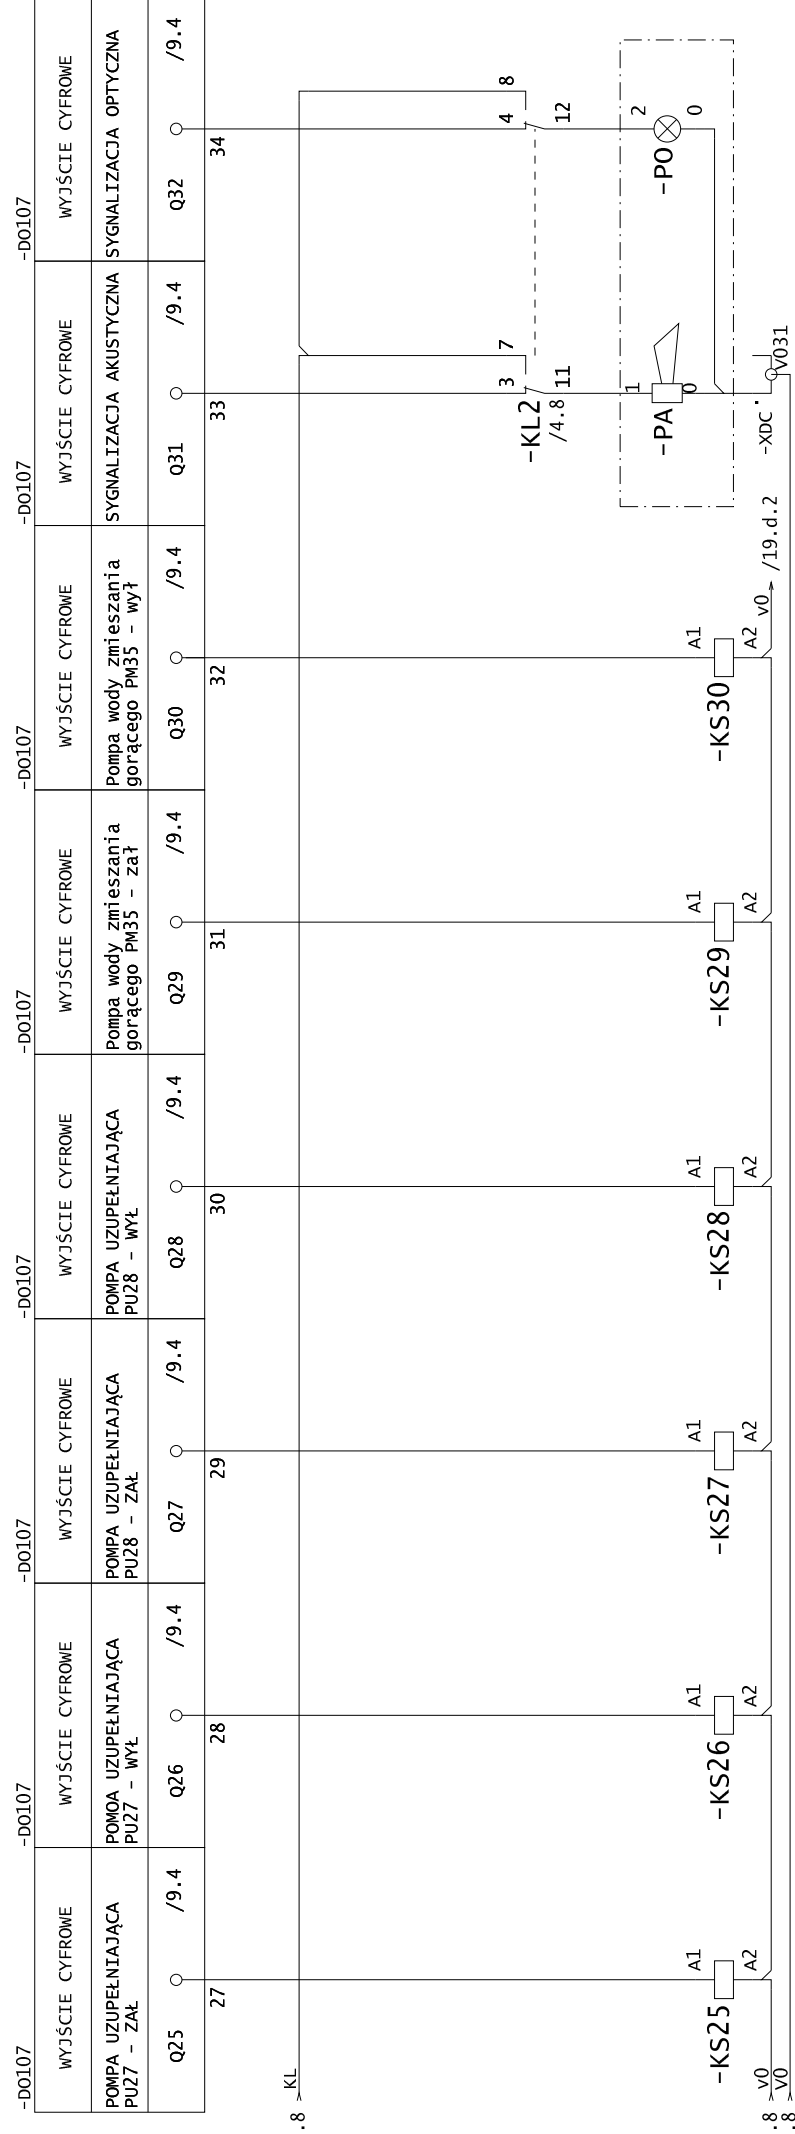 -DO107
WYJŚCIE CYFROWE
POMPA UZUPEŁNIAJĄCA
PU27 - ZAŁ
Q25
/9.4
27
-DO107
WYJŚCIE CYFROWE
POMOA UZUPEŁNIAJĄCA
PU27 - WYŁ
Q26
/9.4
28
-DO107
WYJŚCIE CYFROWE
POMPA UZUPEŁNIAJĄCA
PU28 - ZAŁ
Q27
/9.4
29
-DO107
WYJŚCIE CYFROWE
POMPA UZUPEŁNIAJĄCA
PU28 - WYŁ
Q28
/9.4
30
-DO107
WYJŚCIE CYFROWE
Pompa wody zmieszania
gorącego PM35 - zał
Q29
/9.4
31
-DO107
WYJŚCIE CYFROWE
Pompa wody zmieszania
gorącego PM35 - wył
Q30
/9.4
32
-DO107
WYJŚCIE CYFROWE
SYGNALIZACJA AKUSTYCZNA
Q31
/9.4
33
-DO107
WYJŚCIE CYFROWE
SYGNALIZACJA OPTYCZNA
Q32
/9.4
34
.8
KL
3
7
4
8
-KL2
/4.8
11
12
1
-PA
0
2
-PO
0
-KS25
A1
A2
-KS26
A1
A2
-KS27
A1
A2
-KS28
A1
A2
-KS29
A1
A2
-KS30
A1
A2
.8
v0
.8
V0
v0
/19.d.2
-XDC
V031